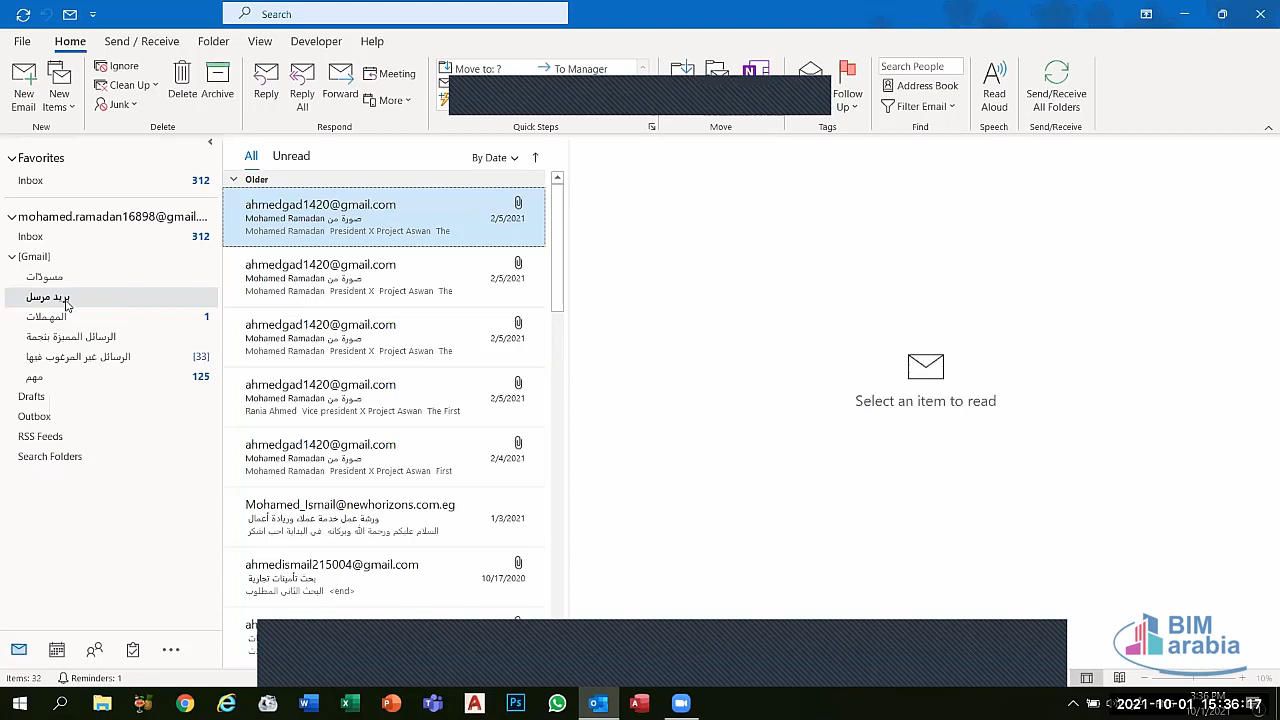 Search
File
Home
Send / Receive
Folder
View
Developer
Help
New Email
New Items
New
Ignore
Clean Up
Junk
Delete
Archive
Delete
Reply
Reply All
Forward
Meeting
More
Respond
Move to: ?
To Manager
Quick Steps
Move
Follow Up
Tags
Search People
Address Book
Filter Email
Find
Read Aloud
Speech
Send/Receive All Folders
Send/Receive
Favorites
Inbox 312
mohamed.ramadan16898@gmail....
Inbox 312
[Gmail]
مسودّات
بريد مرسل
المهملات 1
الرسائل المميزة بنجمة
الرسائل غير المرغوب فيها [33]
مهم 125
Drafts
Outbox
RSS Feeds
Search Folders
All Unread By Date
Older
ahmedgad1420@gmail.com
Mohamed Ramadan صورة من 2/5/2021
Mohamed Ramadan President X Project Aswan The
ahmedgad1420@gmail.com
Mohamed Ramadan صورة من 2/5/2021
Mohamed Ramadan President X Project Aswan The
ahmedgad1420@gmail.com
Mohamed Ramadan صورة من 2/5/2021
Mohamed Ramadan President X Project Aswan The
ahmedgad1420@gmail.com
Mohamed Ramadan صورة من 2/5/2021
Rania Ahmed Vice president X Project Aswan The First
ahmedgad1420@gmail.com
Mohamed Ramadan صورة من 2/4/2021
Mohamed Ramadan President X Project Aswan First
Mohamed_Ismail@newhorizons.com.eg
ورشة عمل خدمة عملاء وريادة أعمال 1/3/2021
السلام عليكم ورحمة الله وبركاته في البداية احب اشكر
ahmedismail215004@gmail.com
بحث تأمينات تجارية 10/17/2020
البحث الثاني المطلوب <end>
Select an item to read
BIM
arabia
Items: 32
Reminders: 1
10%
3:36 PM
2021-10-01 15:36:17